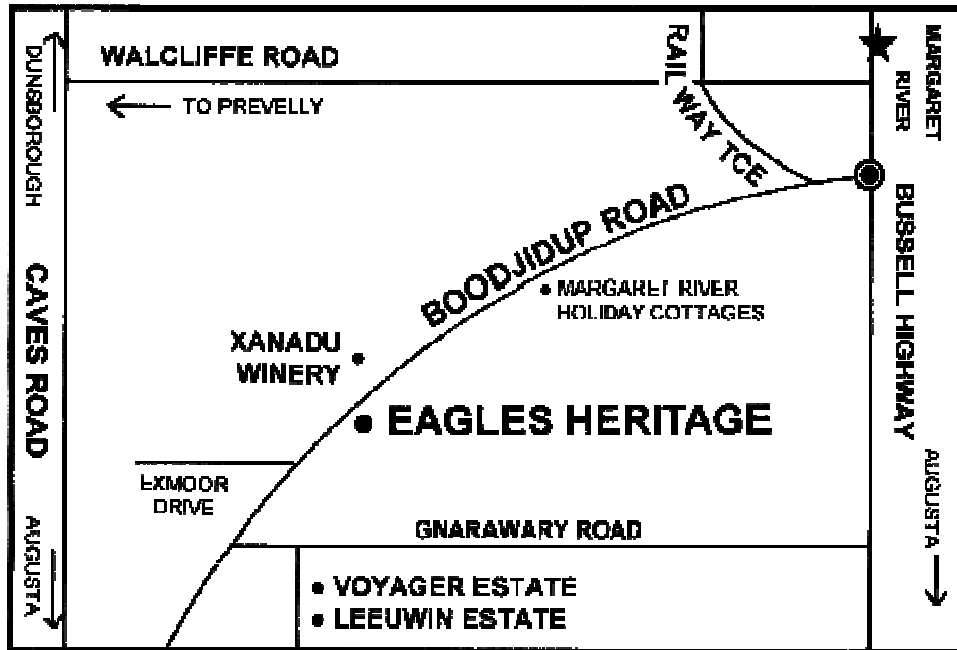 WALCLIFFE ROAD
TO PREVELLY
DUNSBOROUGH
CAVES ROAD
AUGUSTA
RAILWAY TCE
MARGARET
RIVER
BUSSELL HIGHWAY
AUGUSTA
BOODJIDUP ROAD
MARGARET RIVER
HOLIDAY COTTAGES
XANADU
WINERY
EAGLES HERITAGE
EXMOOR
DRIVE
GNARAWARY ROAD
VOYAGER ESTATE
LEEUWIN ESTATE